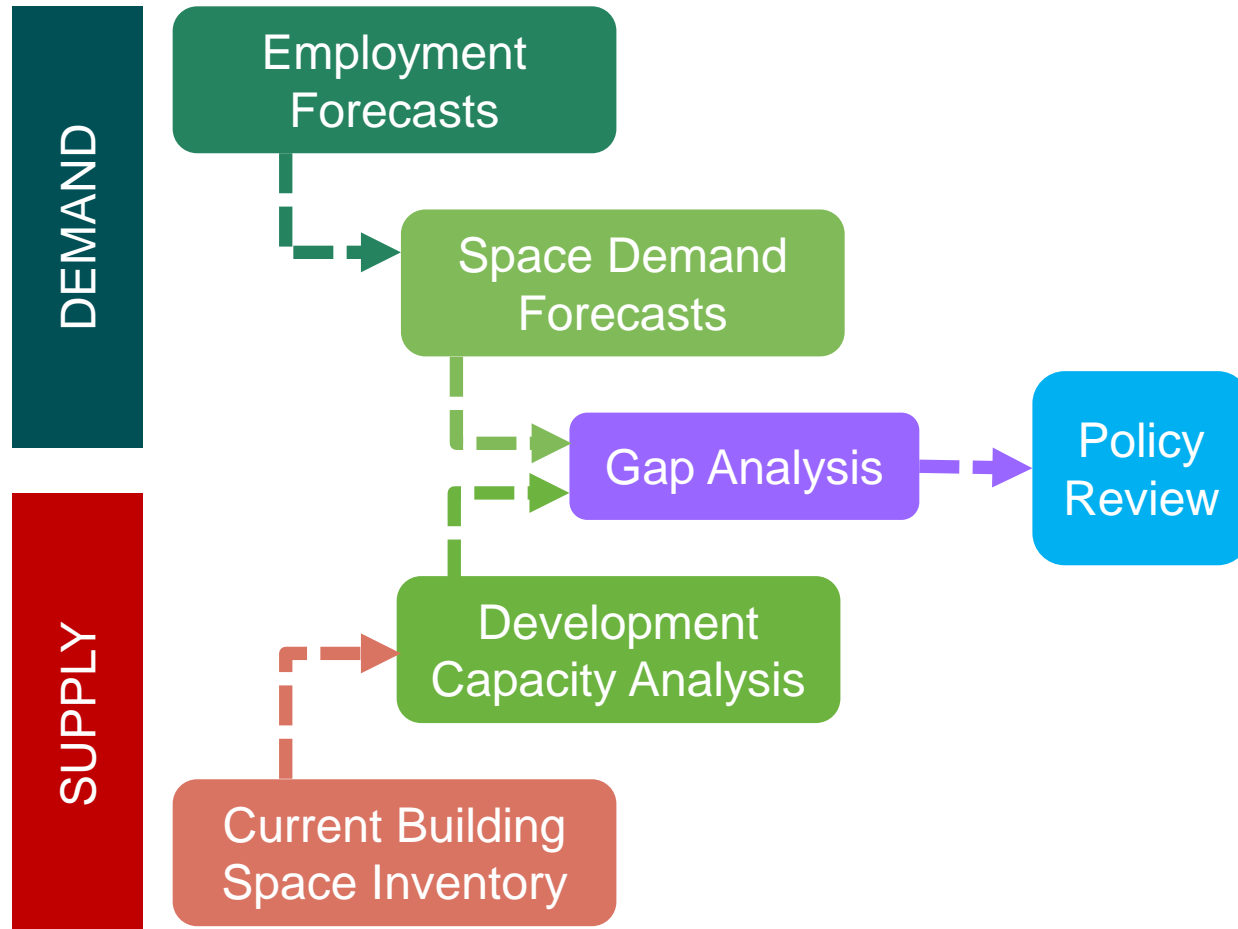 DEMAND
Employment
Forecasts
Space Demand
Forecasts
Gap Analysis
Policy
Review
SUPPLY
Development
Capacity Analysis
Current Building
Space Inventory